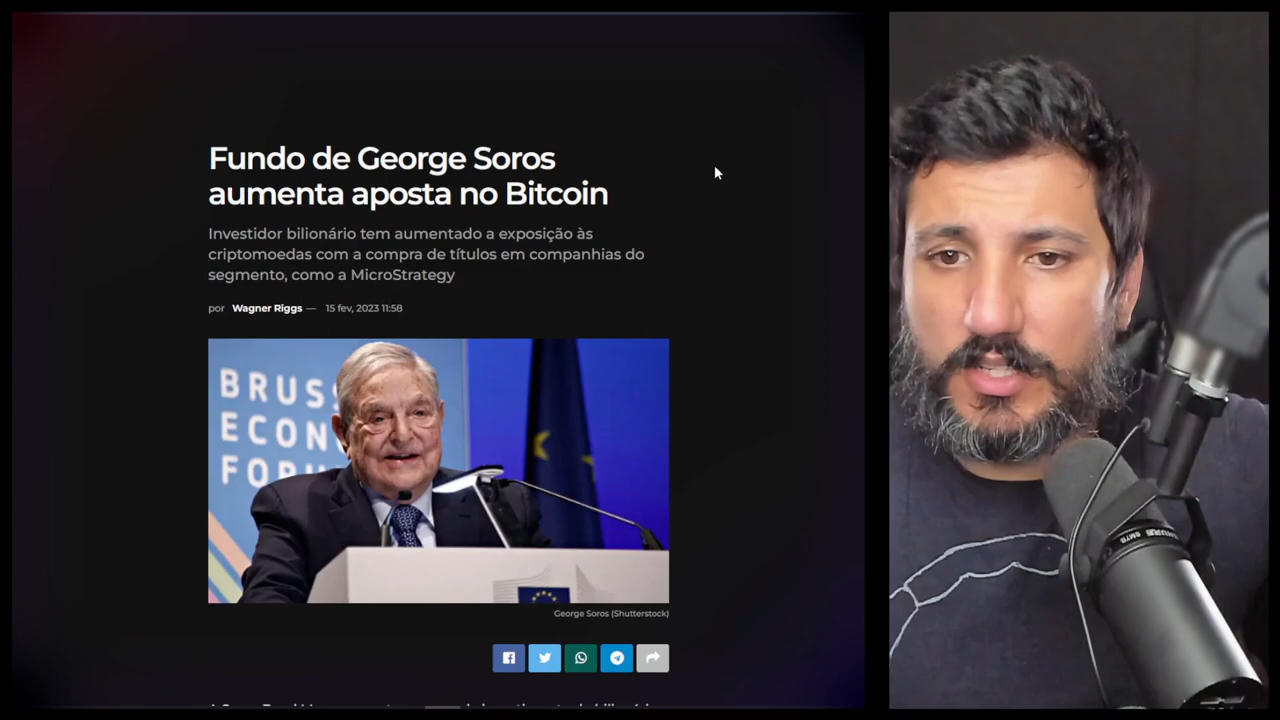 Fundo de George Soros
aumenta aposta no Bitcoin
Investidor bilionário tem aumentado a exposição às
criptomoedas com a compra de títulos em companhias do
segmento, como a MicroStrategy
por Wagner Riggs — 15 fev, 2023 11:58
BRUSS
ECON
FORU
George Soros (Shutterstock)